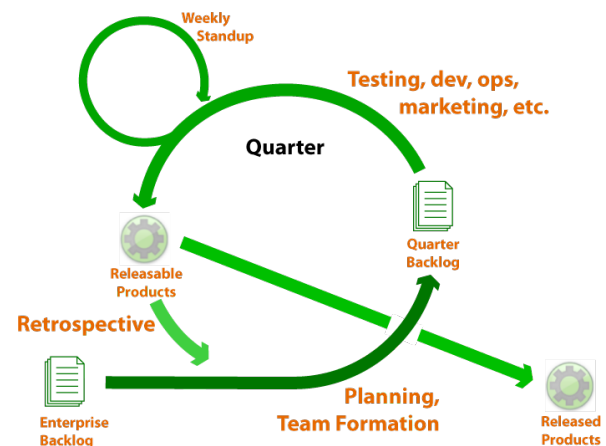 Weekly
Standup
Testing, dev, ops,
marketing, etc.
Quarter
Quarter
Backlog
Releasable
Products
Retrospective
Planning,
Team Formation
Enterprise
Backlog
Released
Products